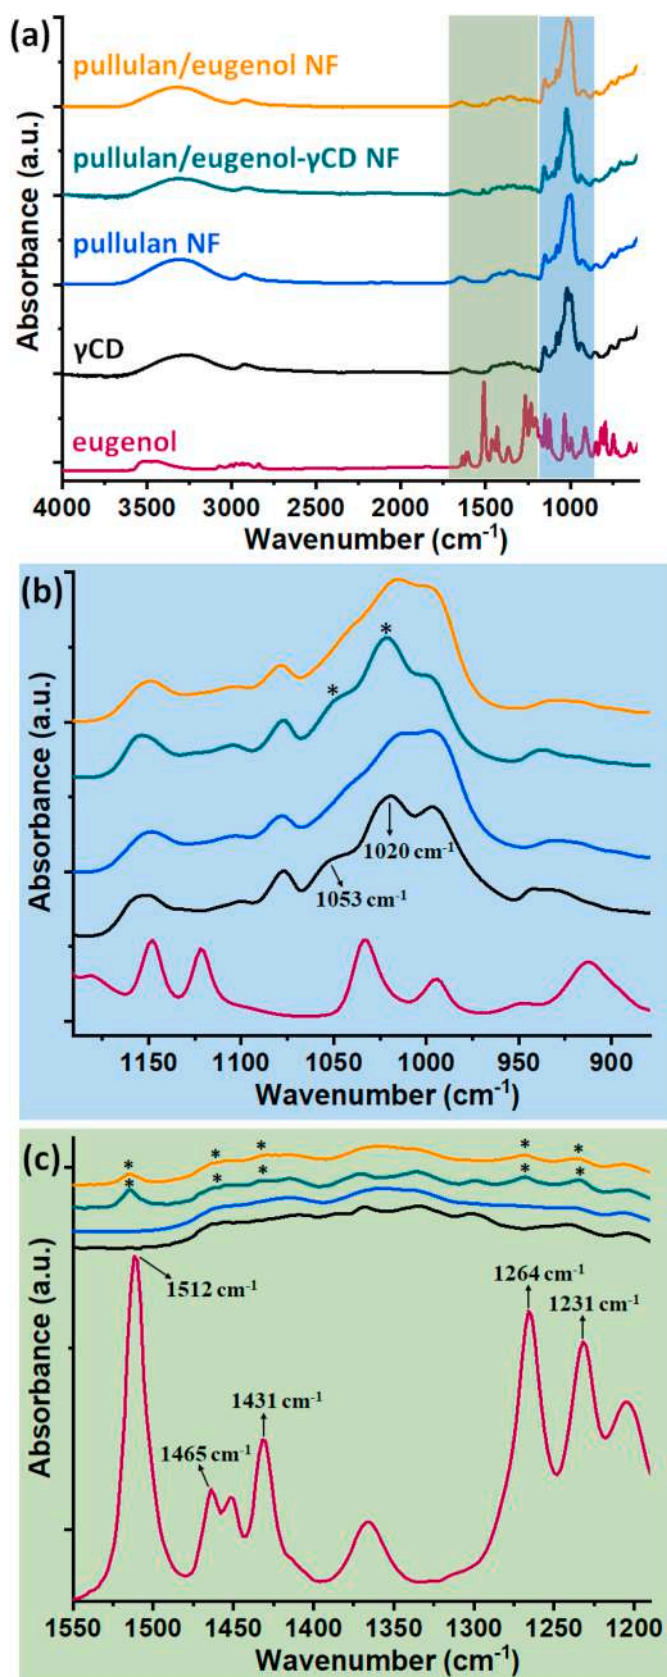 (a)
pullulan/eugenol NF
pullulan/eugenol-γCD NF
pullulan NF
γCD
eugenol
Absorbance (a.u.)
4000 3500 3000 2500 2000 1500 1000
Wavenumber (cm⁻¹)
(b)
*
*
1020 cm⁻¹
1053 cm⁻¹
Absorbance (a.u.)
1150 1100 1050 1000 950 900
Wavenumber (cm⁻¹)
(c)
* * * * *
* * * * *
1512 cm⁻¹
1264 cm⁻¹
1231 cm⁻¹
1431 cm⁻¹
1465 cm⁻¹
Absorbance (a.u.)
1550 1500 1450 1400 1350 1300 1250 1200
Wavenumber (cm⁻¹)